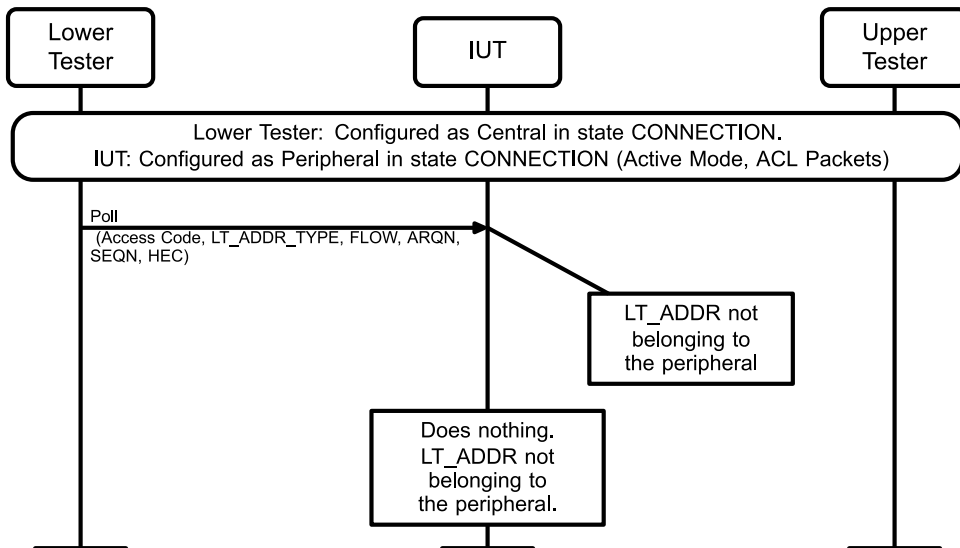 Lower
Tester
IUT
Upper
Tester
Lower Tester: Configured as Central in state CONNECTION.
IUT: Configured as Peripheral in state CONNECTION (Active Mode, ACL Packets)
Poll
(Access Code, LT_ADDR_TYPE, FLOW, ARQN,
SEQN, HEC)
LT_ADDR not
belonging to
the peripheral
Does nothing.
LT_ADDR not
belonging to
the peripheral.